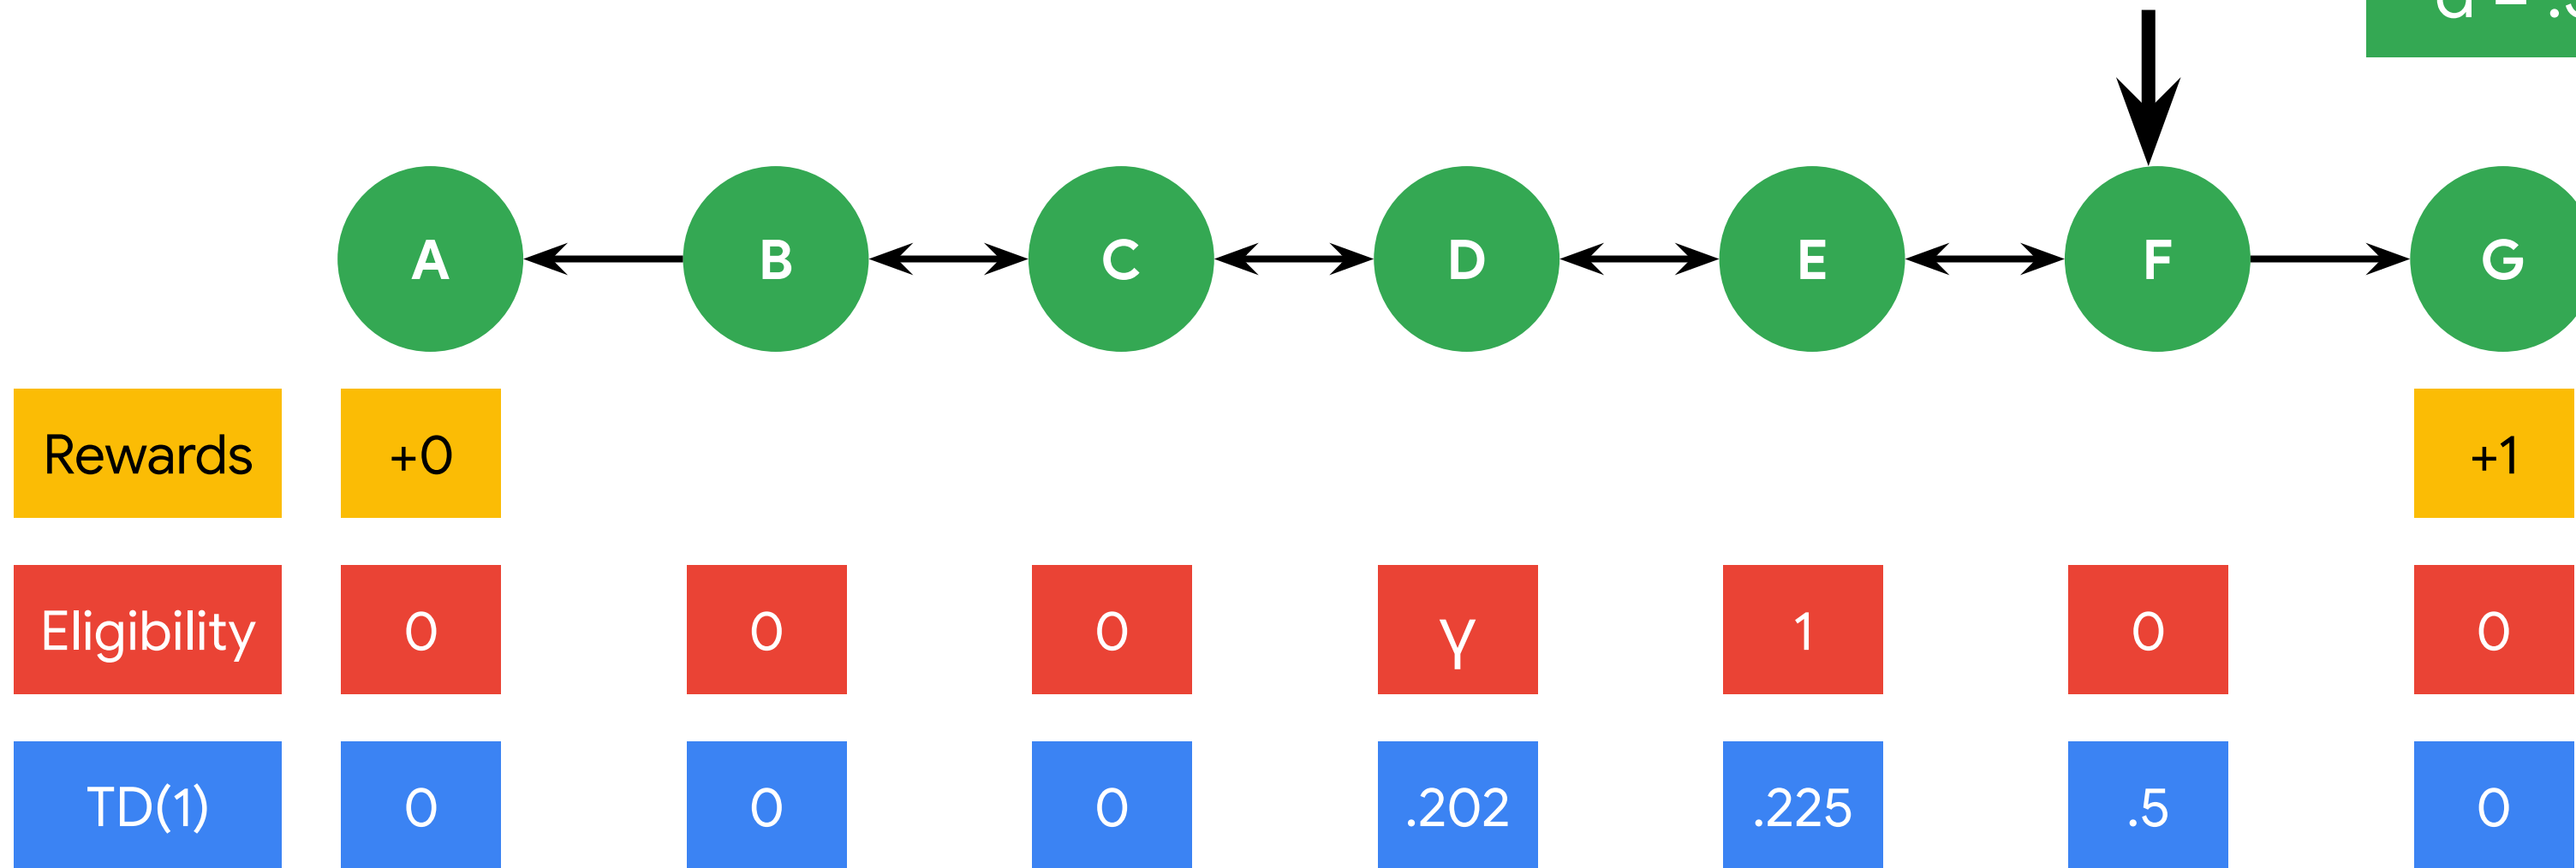 A B C D E F G
Rewards +0 +1
Eligibility 0 0 0 γ 1 0 0
TD(1) 0 0 0 .202 .225 .5 0